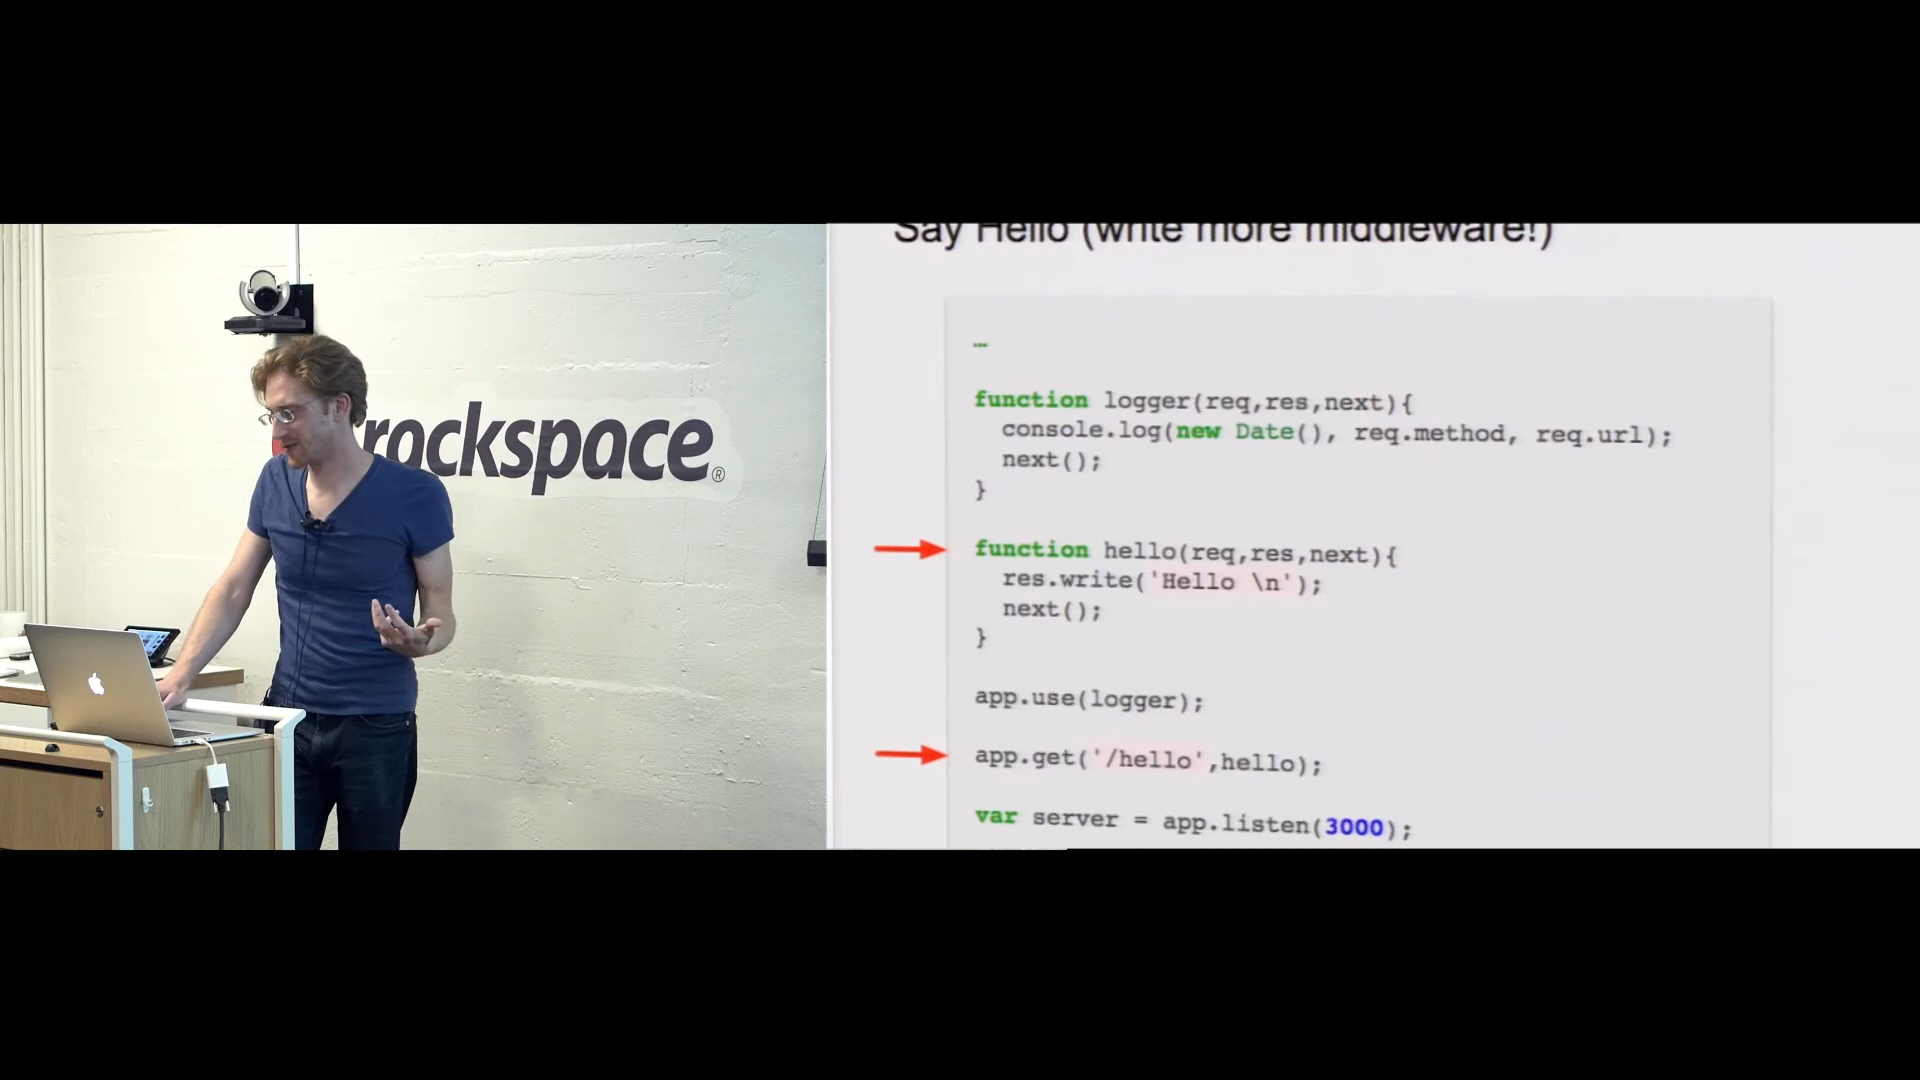 rackspace®
Say Hello (write more middleware!)
…
function logger(req,res,next){
console.log(new Date(), req.method, req.url);
next();
}
function hello(req,res,next){
res.write('Hello \n');
next();
}
app.use(logger);
app.get('/hello',hello);
var server = app.listen(3000);